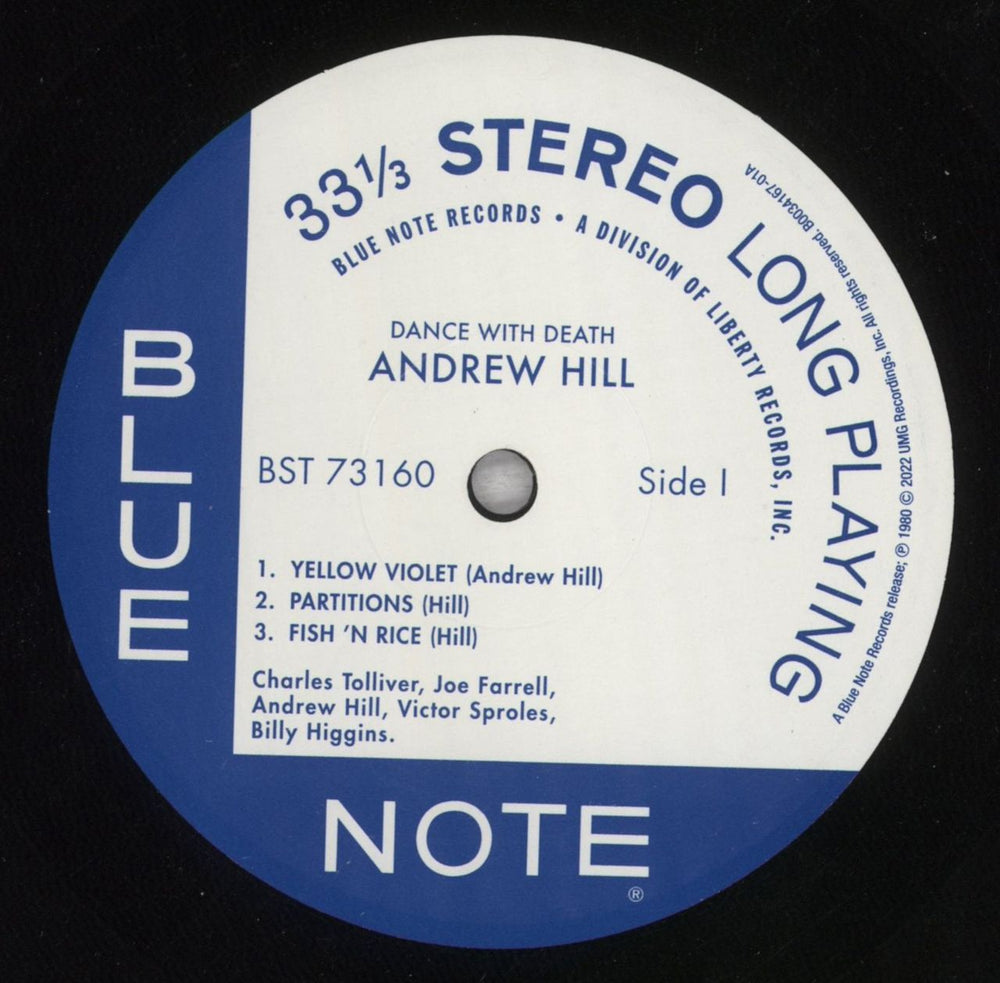 33⅓ STEREO LONG PLAYING
BLUE NOTE RECORDS • A DIVISION OF LIBERTY RECORDS, INC.
A Blue Note Records release; ℗ 1980 © 2022 UMG Recordings, Inc. All rights reserved. B0034167-01A
DANCE WITH DEATH
ANDREW HILL
BST 73160
Side I
1. YELLOW VIOLET (Andrew Hill)
2. PARTITIONS (Hill)
3. FISH ’N RICE (Hill)
Charles Tolliver, Joe Farrell,
Andrew Hill, Victor Sproles,
Billy Higgins.
BLUE
NOTE
®